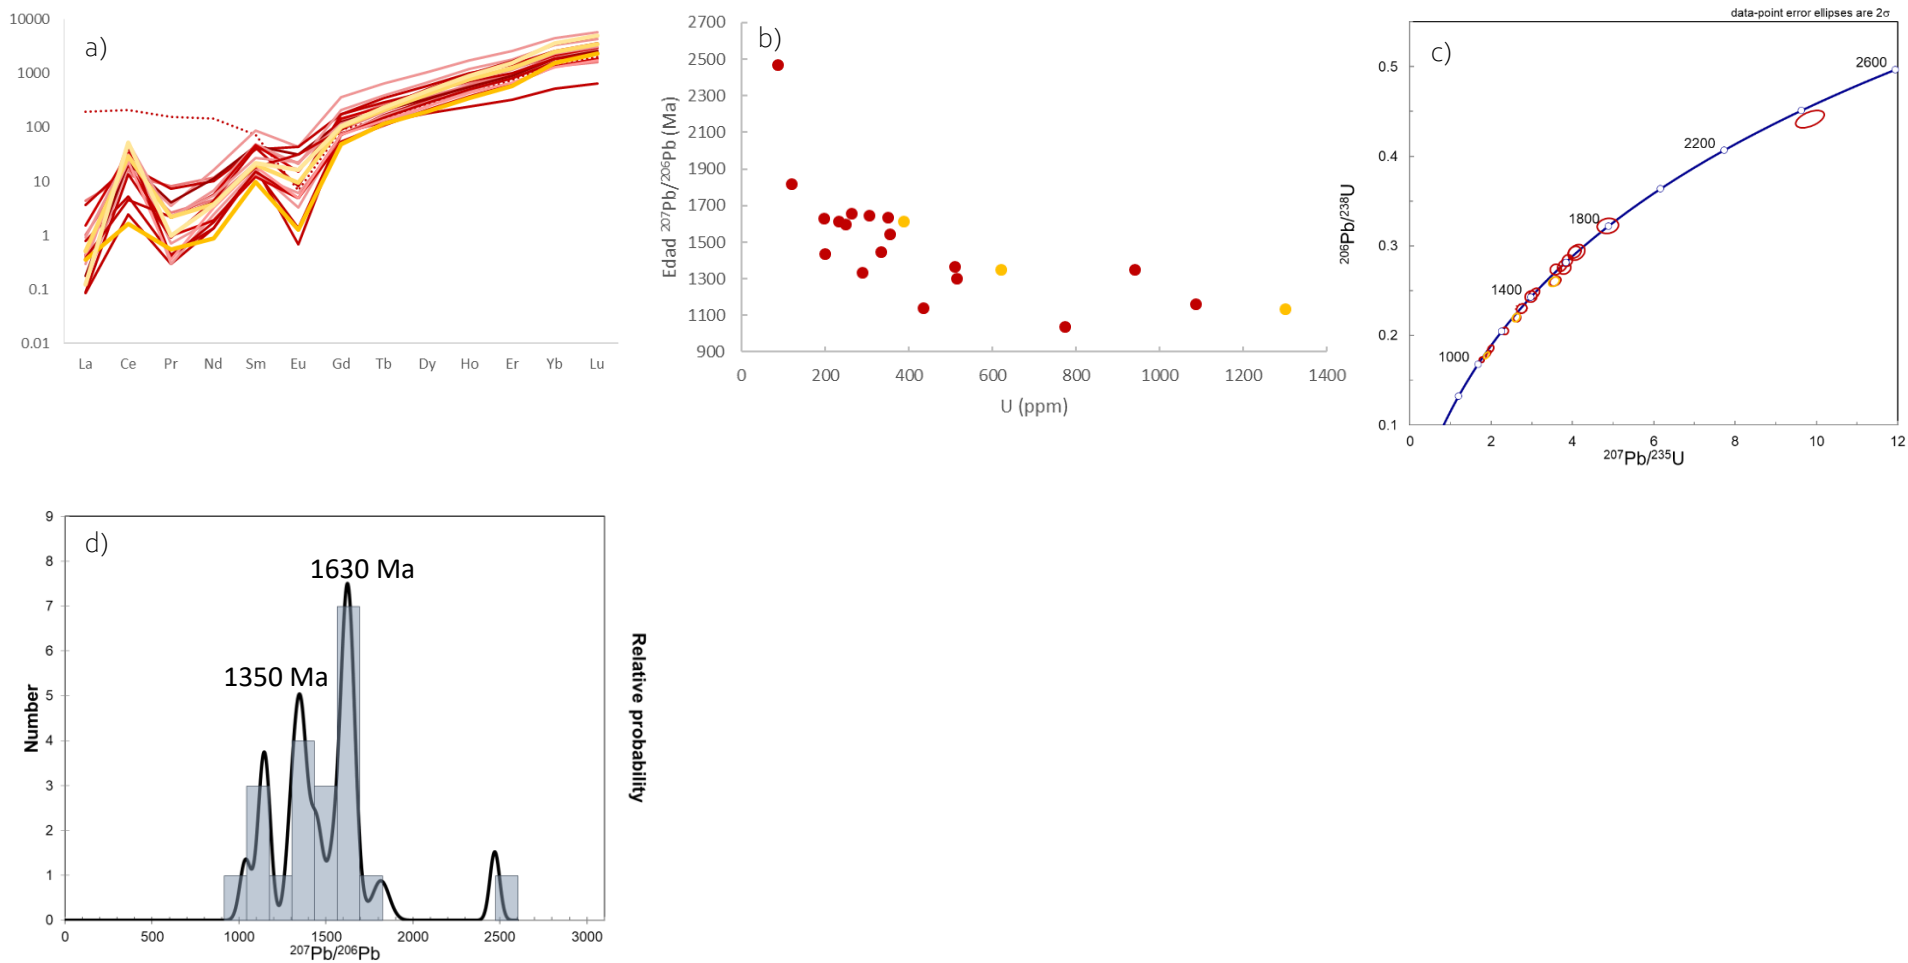 a)
10000
1000
100
10
1
0.1
0.01
La Ce Pr Nd Sm Eu Gd Tb Dy Ho Er Yb Lu
b)
Edad ²⁰⁷Pb/²⁰⁶Pb (Ma)
2700
2500
2300
2100
1900
1700
1500
1300
1100
900
0 200 400 600 800 1000 1200 1400
U (ppm)
data-point error ellipses are 2σ
c)
²⁰⁶Pb/²³⁸U
0.5
0.4
0.3
0.2
0.1
2600
2200
1800
1400
1000
0 2 4 6 8 10 12
²⁰⁷Pb/²³⁵U
d)
Number
9
8
7
6
5
4
3
2
1
0
1630 Ma
1350 Ma
0 500 1000 1500 2000 2500 3000
²⁰⁷Pb/²⁰⁶Pb
Relative probability